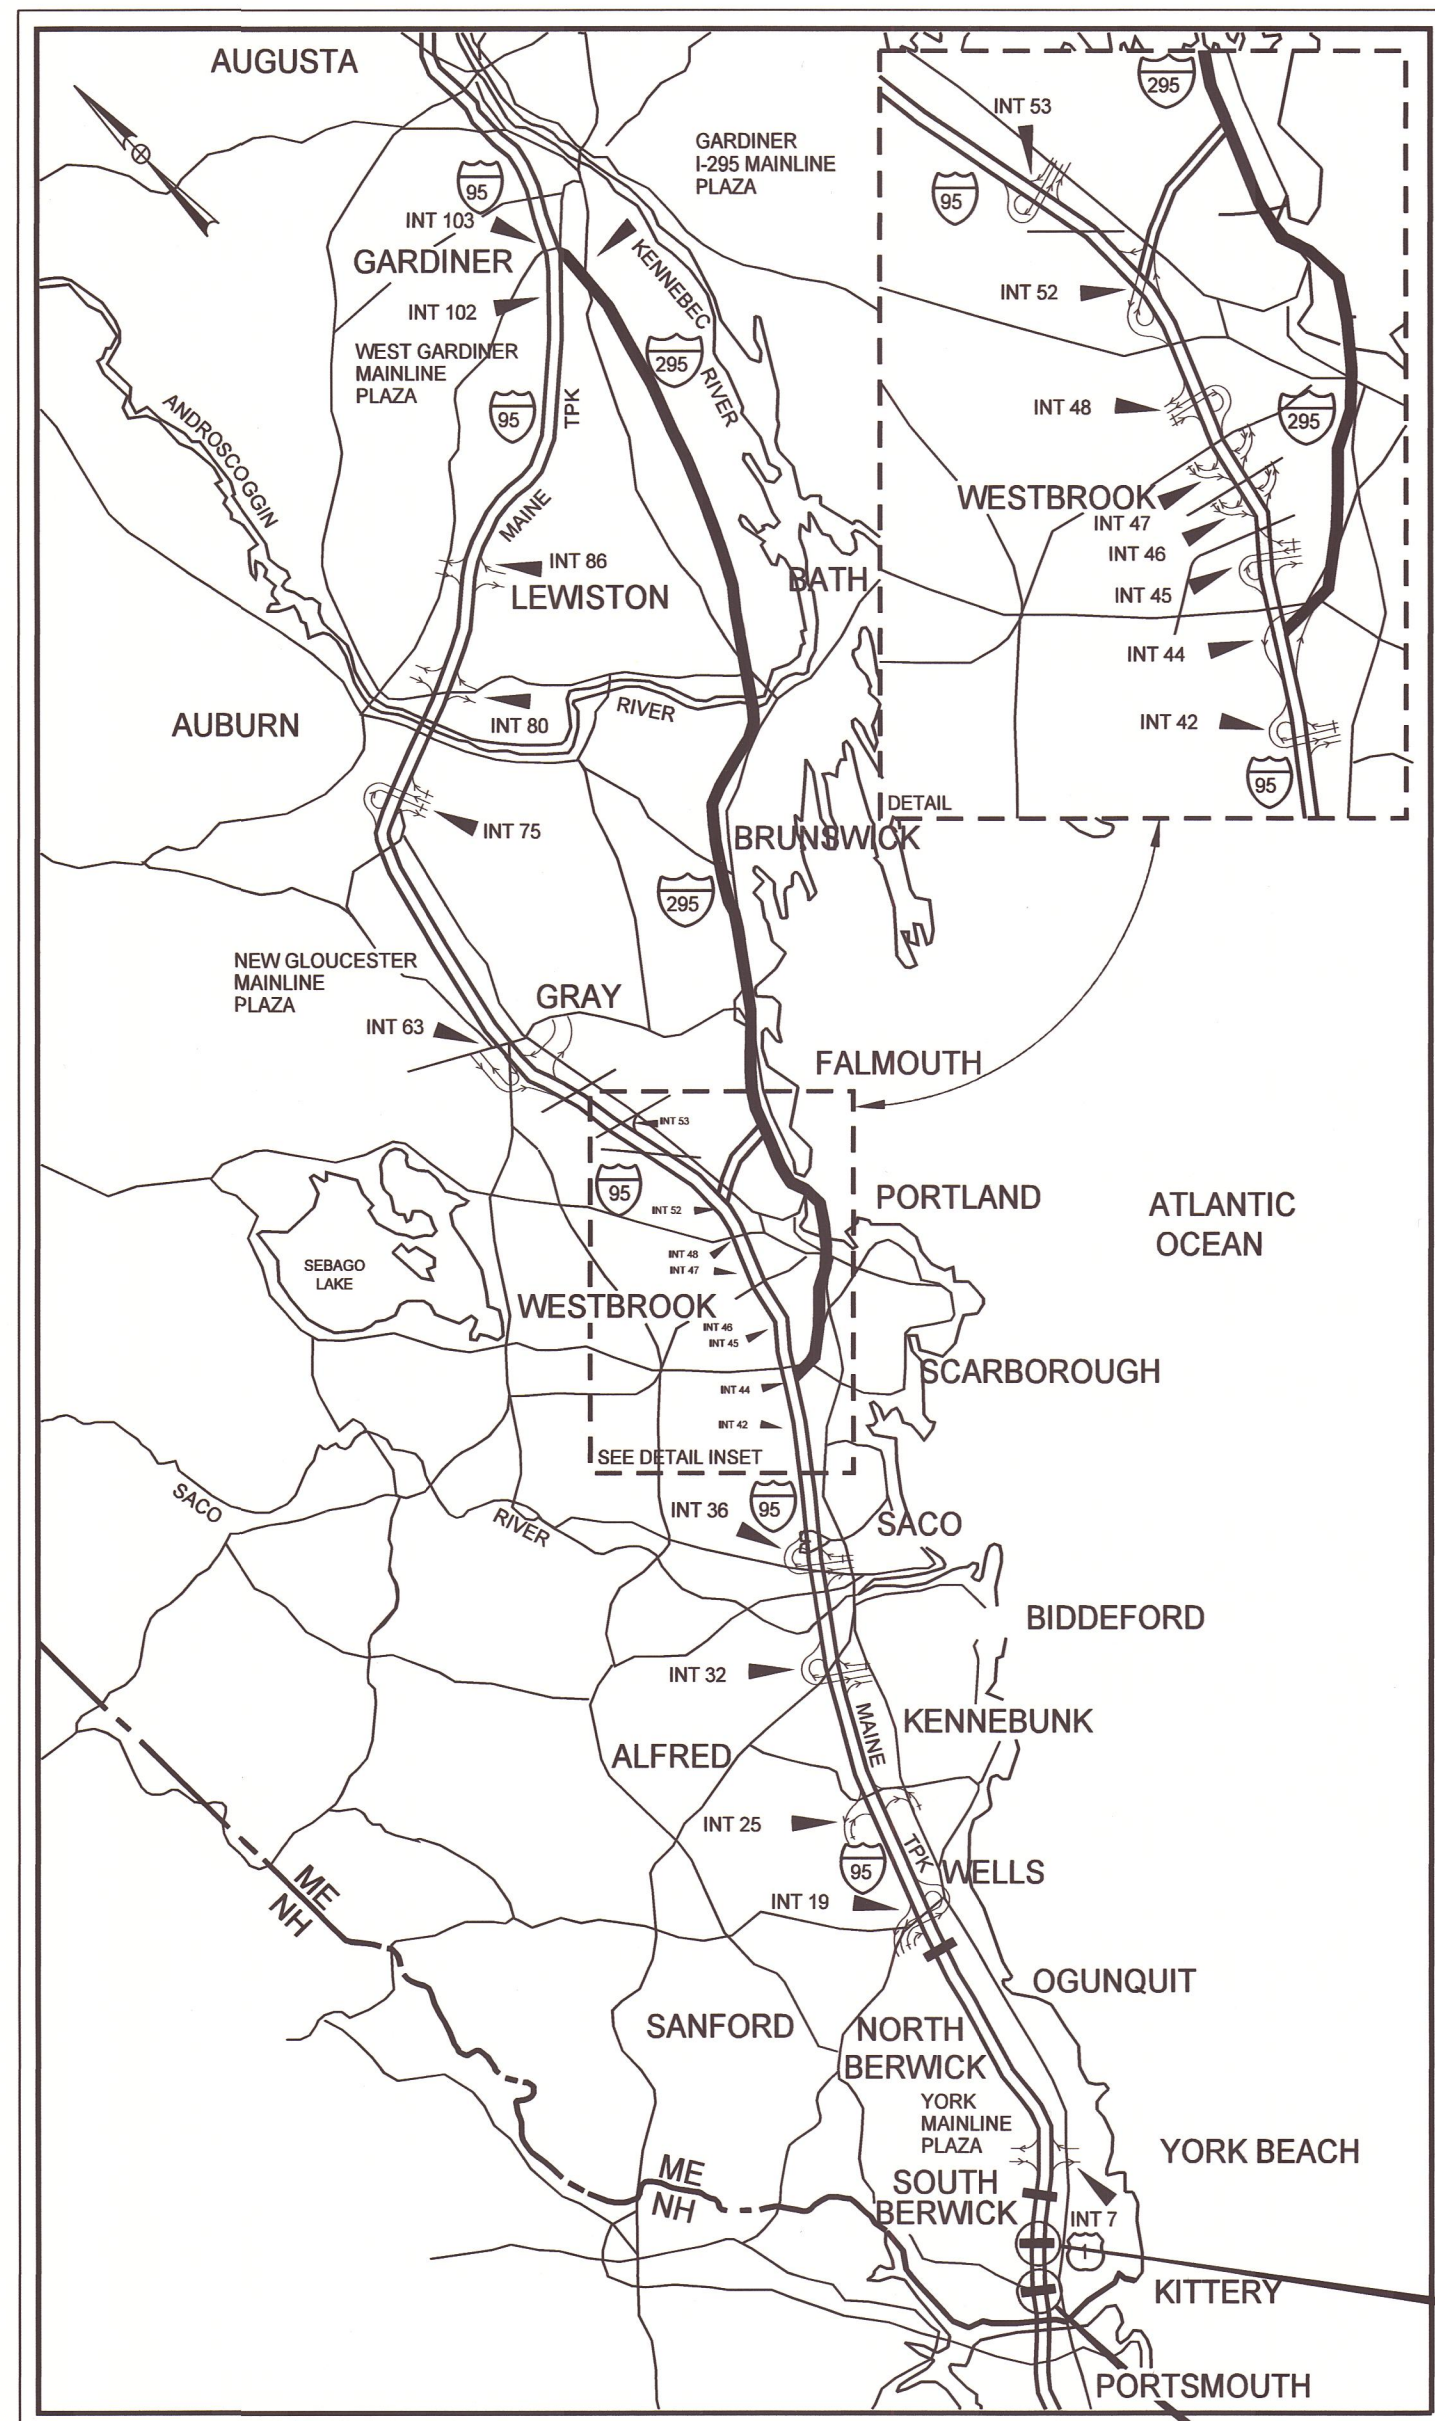 AUGUSTA
95
INT 103
GARDINER
INT 102
GARDINER
I-295 MAINLINE
PLAZA
KENNEBEC
RIVER
295
WEST GARDINER
MAINLINE
PLAZA
95
TPK
MAINE
ANDROSCOGGIN
INT 86
LEWISTON
BATH
RIVER
AUBURN
INT 80
INT 75
BRUNSWICK
295
NEW GLOUCESTER
MAINLINE
PLAZA
GRAY
INT 63
FALMOUTH
295
INT 53
95
INT 52
INT 48
295
WESTBROOK
INT 47
INT 46
INT 45
INT 44
INT 42
95
DETAIL
INT 53
95
INT 52
INT 48
INT 47
WESTBROOK
INT 46
INT 45
INT 44
INT 42
SEE DETAIL INSET
PORTLAND
ATLANTIC
OCEAN
SEBAGO
LAKE
SCARBOROUGH
SACO
RIVER
INT 36
95
SACO
BIDDEFORD
INT 32
MAINE
KENNEBUNK
ALFRED
INT 25
TPK
95
WELLS
INT 19
ME
NH
OGUNQUIT
SANFORD
NORTH
BERWICK
YORK
MAINLINE
PLAZA
YORK BEACH
ME
NH
SOUTH
BERWICK
INT 7
1
KITTERY
PORTSMOUTH